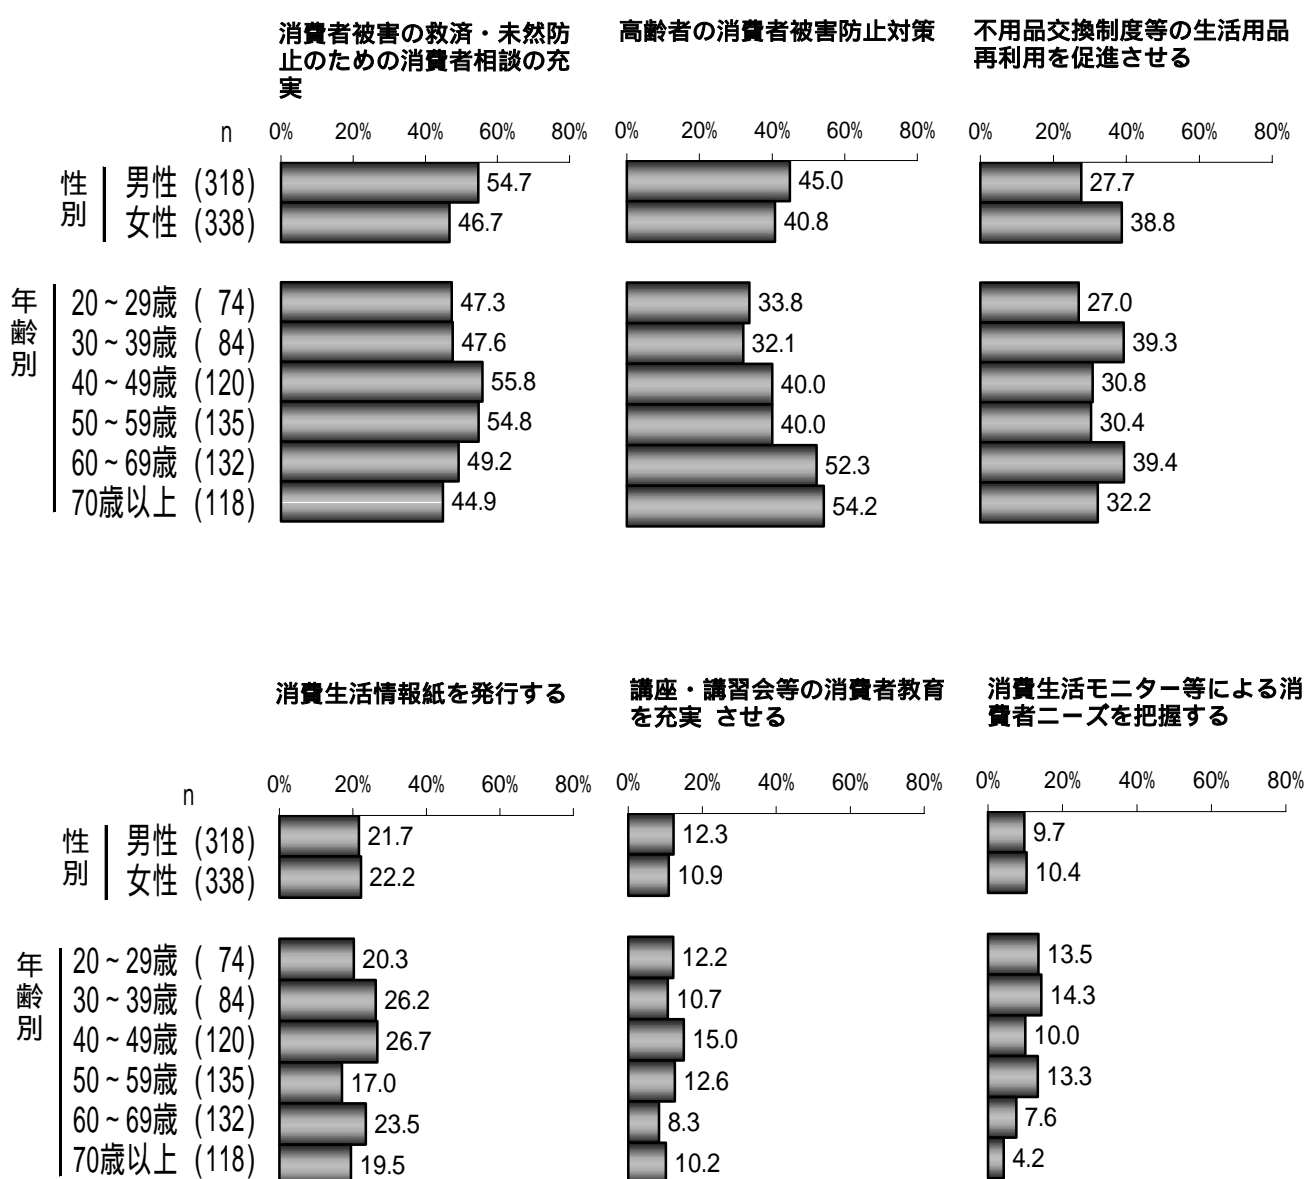 消費者被害の救済・未然防
止のための消費者相談の充
実
高齢者の消費者被害防止対策
不用品交換制度等の生活用品
再利用を促進させる
n
0% 20% 40% 60% 80%
0% 20% 40% 60% 80%
0% 20% 40% 60% 80%
性別
男性 (318) 54.7 45.0 27.7
女性 (338) 46.7 40.8 38.8
年齢別
20~29歳 ( 74) 47.3 33.8 27.0
30~39歳 ( 84) 47.6 32.1 39.3
40~49歳 (120) 55.8 40.0 30.8
50~59歳 (135) 54.8 40.0 30.4
60~69歳 (132) 49.2 52.3 39.4
70歳以上 (118) 44.9 54.2 32.2
消費生活情報紙を発行する
講座・講習会等の消費者教育
を充実 させる
消費生活モニター等による消
費者ニーズを把握する
n
0% 20% 40% 60% 80%
0% 20% 40% 60% 80%
0% 20% 40% 60% 80%
性別
男性 (318) 21.7 12.3 9.7
女性 (338) 22.2 10.9 10.4
年齢別
20~29歳 ( 74) 20.3 12.2 13.5
30~39歳 ( 84) 26.2 10.7 14.3
40~49歳 (120) 26.7 15.0 10.0
50~59歳 (135) 17.0 12.6 13.3
60~69歳 (132) 23.5 8.3 7.6
70歳以上 (118) 19.5 10.2 4.2